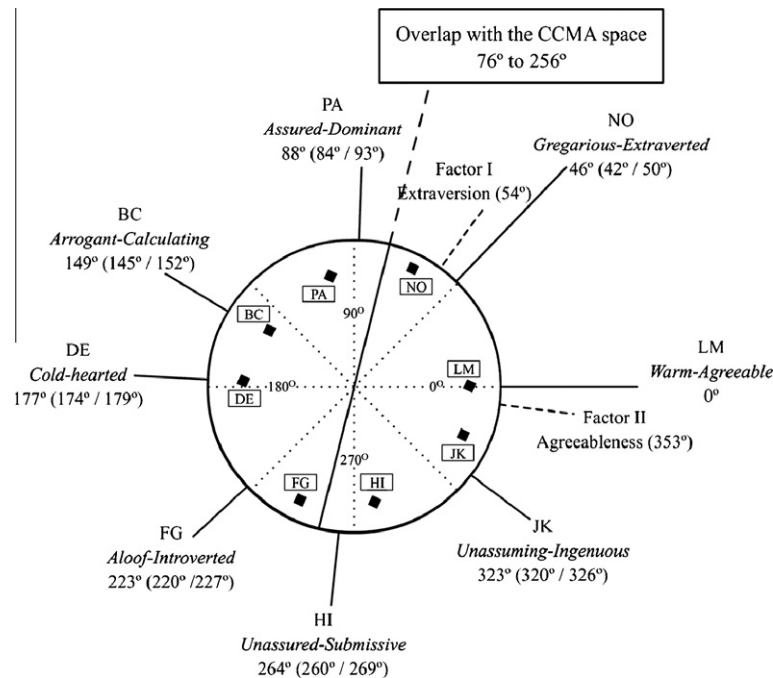 Overlap with the CCMA space
76º to 256º
PA
Assured-Dominant
88º (84º / 93º)
NO
Gregarious-Extraverted
46º (42º / 50º)
Factor I
Extraversion (54º)
BC
Arrogant-Calculating
149º (145º / 152º)
DE
Cold-hearted
177º (174º / 179º)
LM
Warm-Agreeable
0º
Factor II
Agreeableness (353º)
FG
Aloof-Introverted
223º (220º /227º)
JK
Unassuming-Ingenuous
323º (320º / 326º)
HI
Unassured-Submissive
264º (260º / 269º)
NO
PA
90º
BC
LM
180º
0º
DE
JK
270º
FG
HI